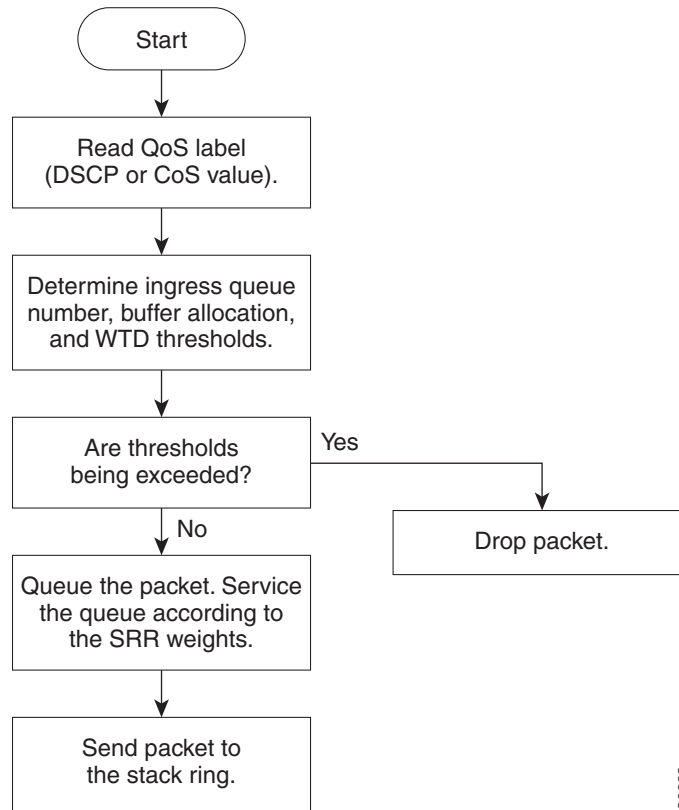 Start
Read QoS label
(DSCP or CoS value).
Determine ingress queue
number, buffer allocation,
and WTD thresholds.
Are thresholds
being exceeded?
Yes
No
Drop packet.
Queue the packet. Service
the queue according to
the SRR weights.
Send packet to
the stack ring.